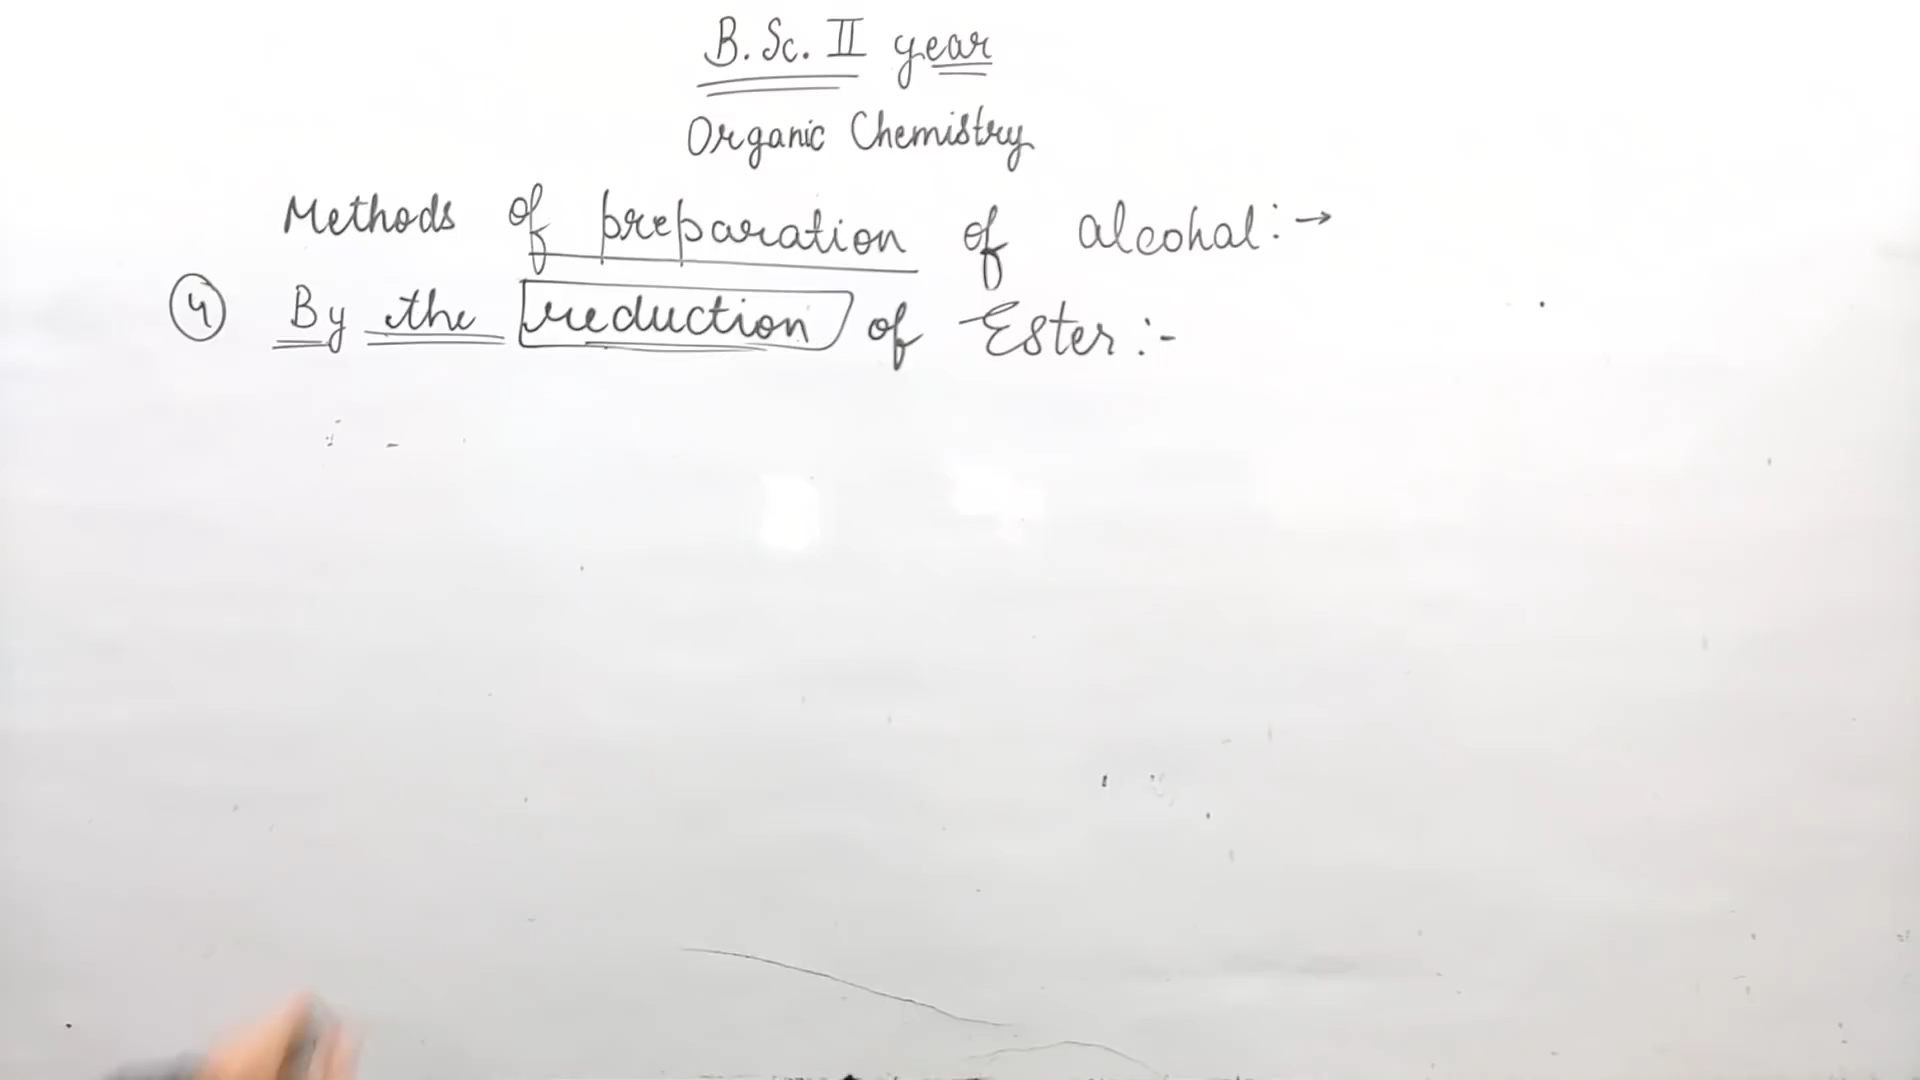 B.Sc. II year
Organic Chemistry
Methods of preparation of alcohal:→
④ By the reduction of Ester:-